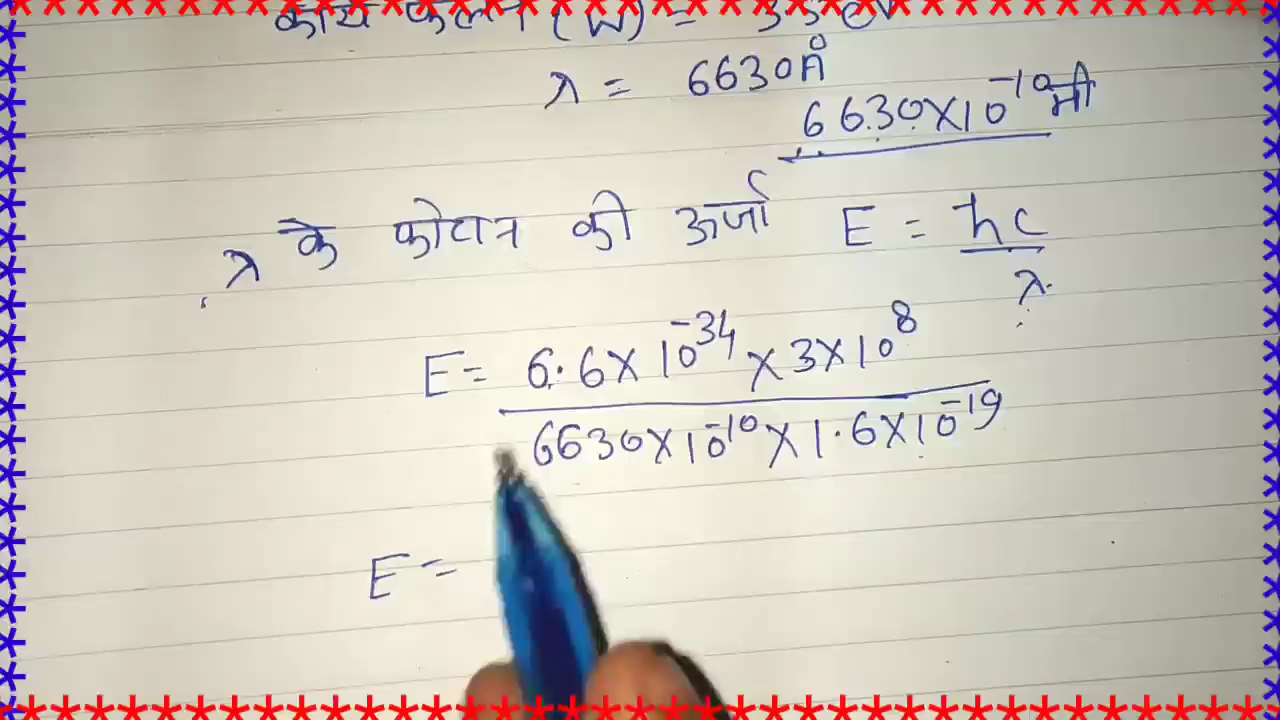 कार्य फलन (W) =
λ = 6630Å
6630×10⁻¹⁰ मी
λ के फोटान की ऊर्जा E = hc
λ.
E = 6.6×10⁻³⁴ × 3×10⁸
6630×10⁻¹⁰ × 1.6×10⁻¹⁹
E =